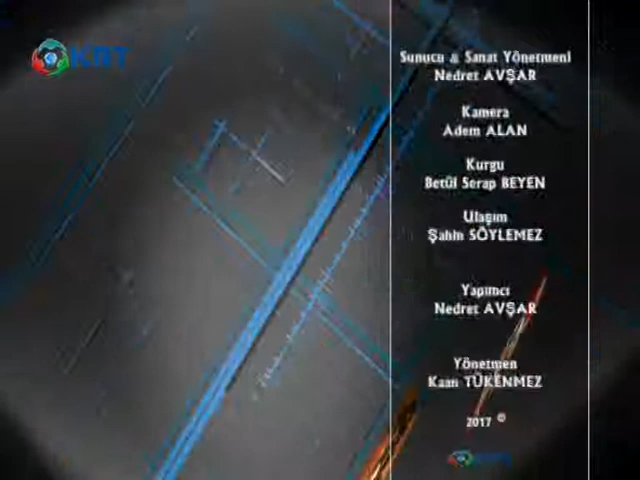 KRT
Sunucu & Sanat Yönetmeni
Nedret AVŞAR
Kamera
Adem ALAN
Kurgu
Betül Serap BEYEN
Ulaşım
Şahin SÖYLEMEZ
Yapımcı
Nedret AVŞAR
Yönetmen
Kaan TÜKENMEZ
2017 ©